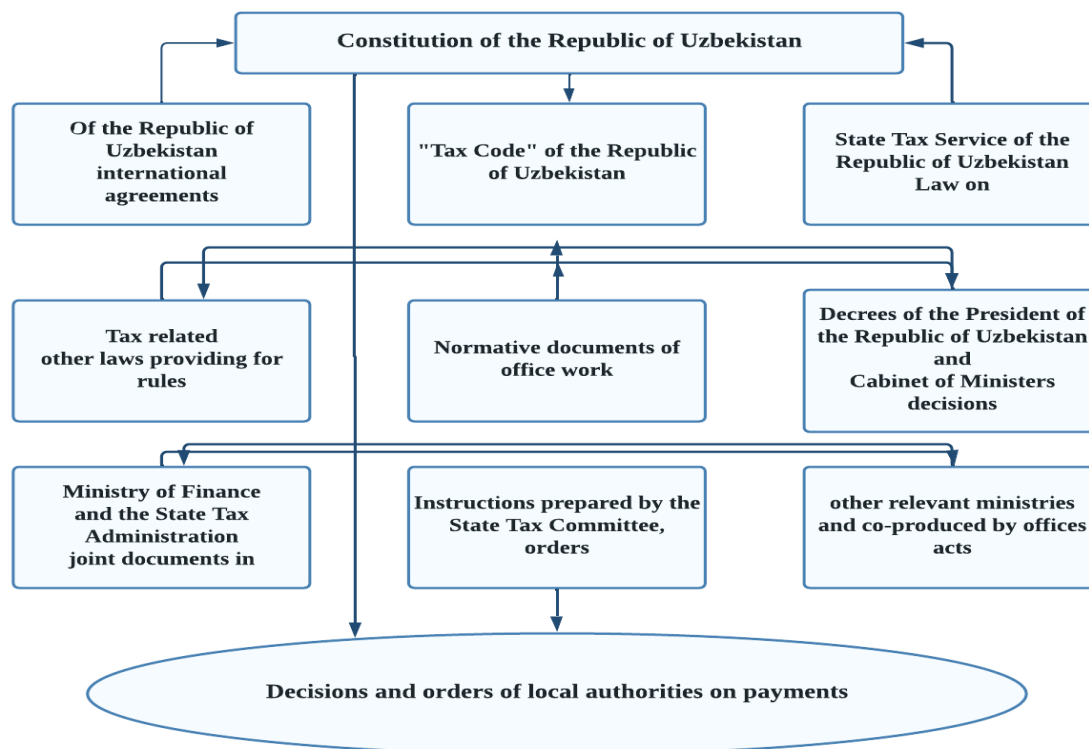 Constitution of the Republic of Uzbekistan
Of the Republic of
Uzbekistan
international
agreements
"Tax Code" of the Republic
of Uzbekistan
State Tax Service of the
Republic of Uzbekistan
Law on
Tax related
other laws providing for
rules
Normative documents of
office work
Decrees of the President of
the Republic of Uzbekistan
and
Cabinet of Ministers
decisions
Ministry of Finance
and the State Tax
Administration
joint documents in
Instructions prepared by the
State Tax Committee,
orders
other relevant ministries
and co-produced by offices
acts
Decisions and orders of local authorities on payments